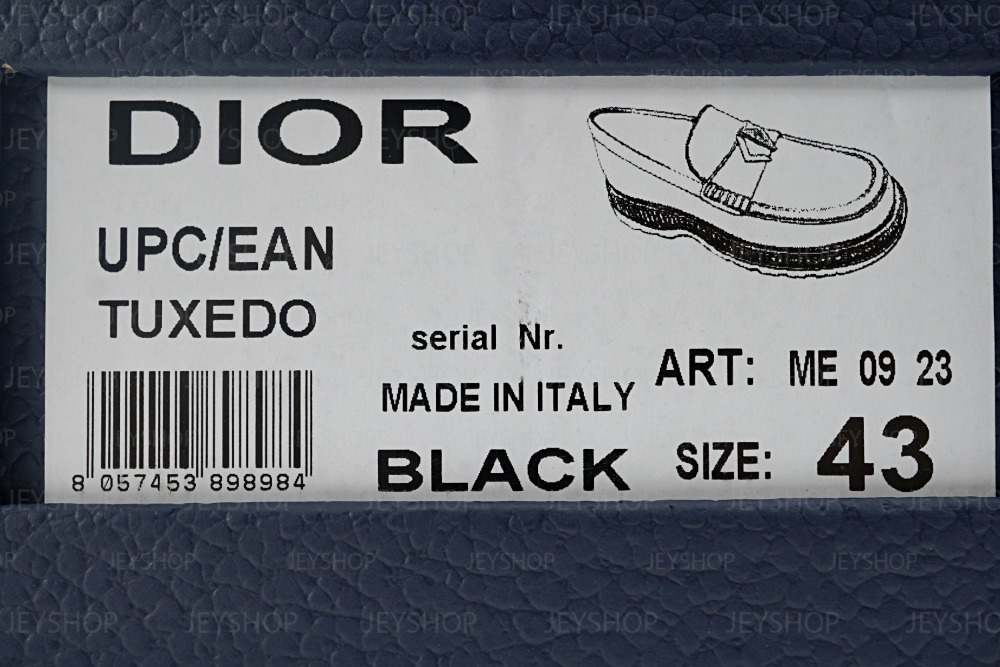 DIOR
UPC/EAN
TUXEDO
8 057453 898984
serial Nr.
MADE IN ITALY
BLACK
ART: ME 09 23
SIZE: 43
JEYSHOP